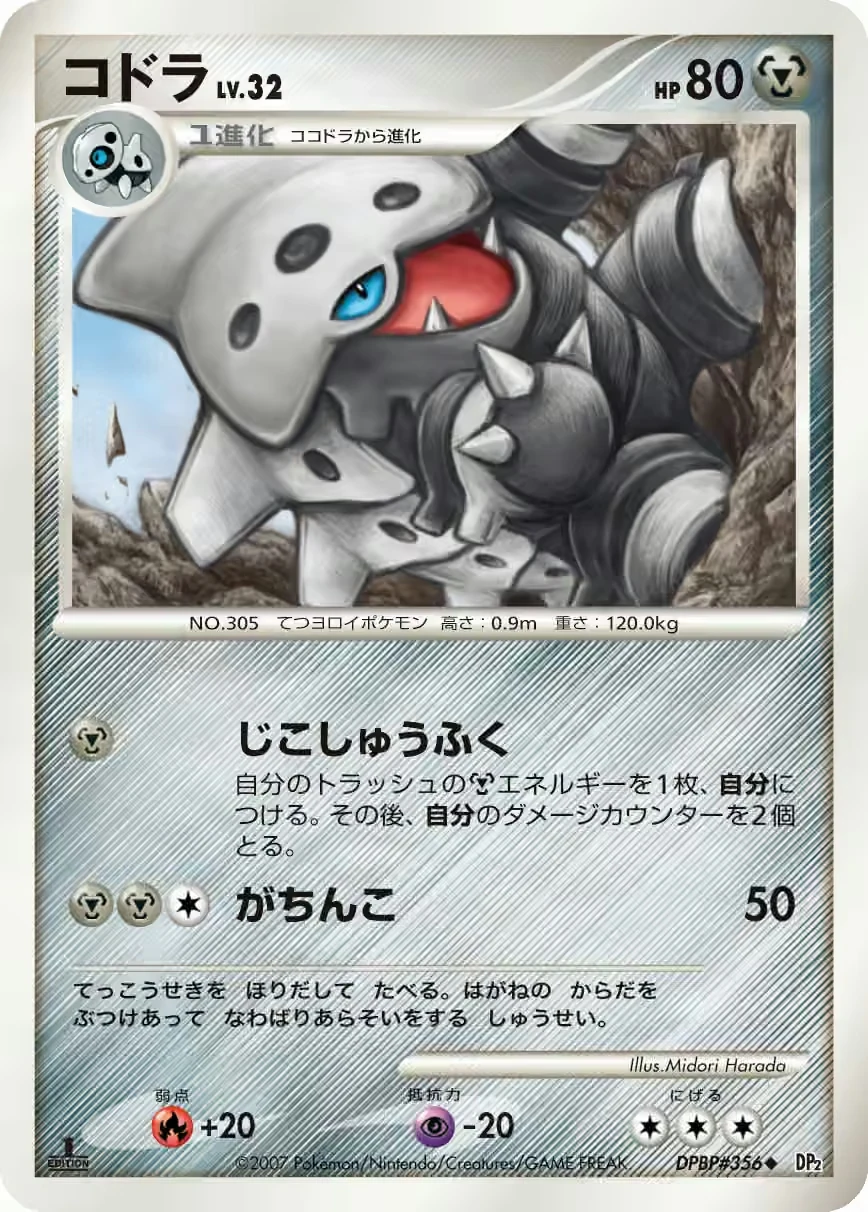 コドラ LV.32 HP 80
1進化 ココドラから進化
NO.305 てつヨロイポケモン 高さ:0.9m 重さ:120.0kg
じこしゅうふく
自分のトラッシュのエネルギーを1枚、自分に
つける。その後、自分のダメージカウンターを2個
とる。
がちんこ 50
てっこうせきを ほりだして たべる。はがねの からだを
ぶつけあって なわばりあらそいをする しゅうせい。
Illus.Midori Harada
弱点 抵抗力 にげる
+20 -20
1 EDITION ©2007 Pokémon/Nintendo/Creatures/GAME FREAK. DPBP#356◆ DP2